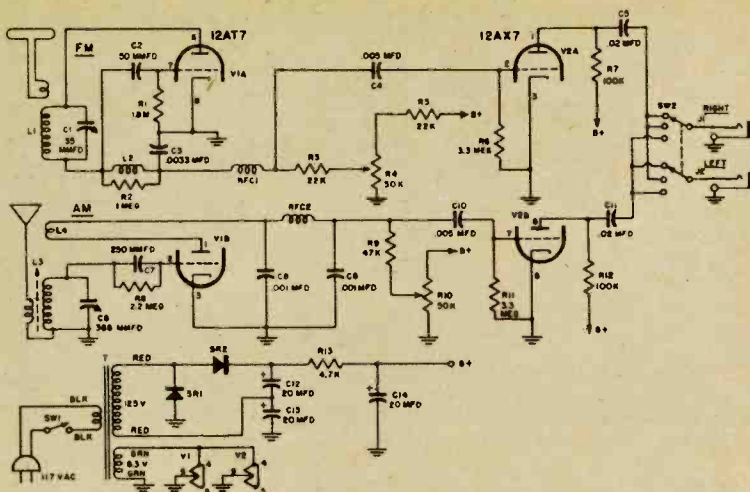 12AT7
12AX7
C5
.02 MFD
FM
C2
50 MMFD
V1A
R1
1.8 M
C1
35
MMFD
L1
C3
.0033 MFD
L2
R2
1 MEG
RFC1
.005 MFD
C4
R3
22K
R4
50K
R5
22K
B+
R6
3.3 MEG
V2A
R7
100K
B+
SW2
J1
RIGHT
J2
LEFT
AM
L4
L3
250 MMFD
C7
R8
2.2 MEG
V1B
365 MMFD
RFC2
C8
.001 MFD
.001 MFD
R9
47K
C10
.005 MFD
B+
R10
50K
R11
3.3
MEG
V2B
C11
.02 MFD
R12
100K
B+
T
RED
125 V
RED
SR2
SR1
R13
4.7K
C12
20 MFD
C13
20 MFD
C14
20 MFD
B+
BLK
SW1
BLK
117 VAC
GRN
6.3 V
GRN
V1
V2